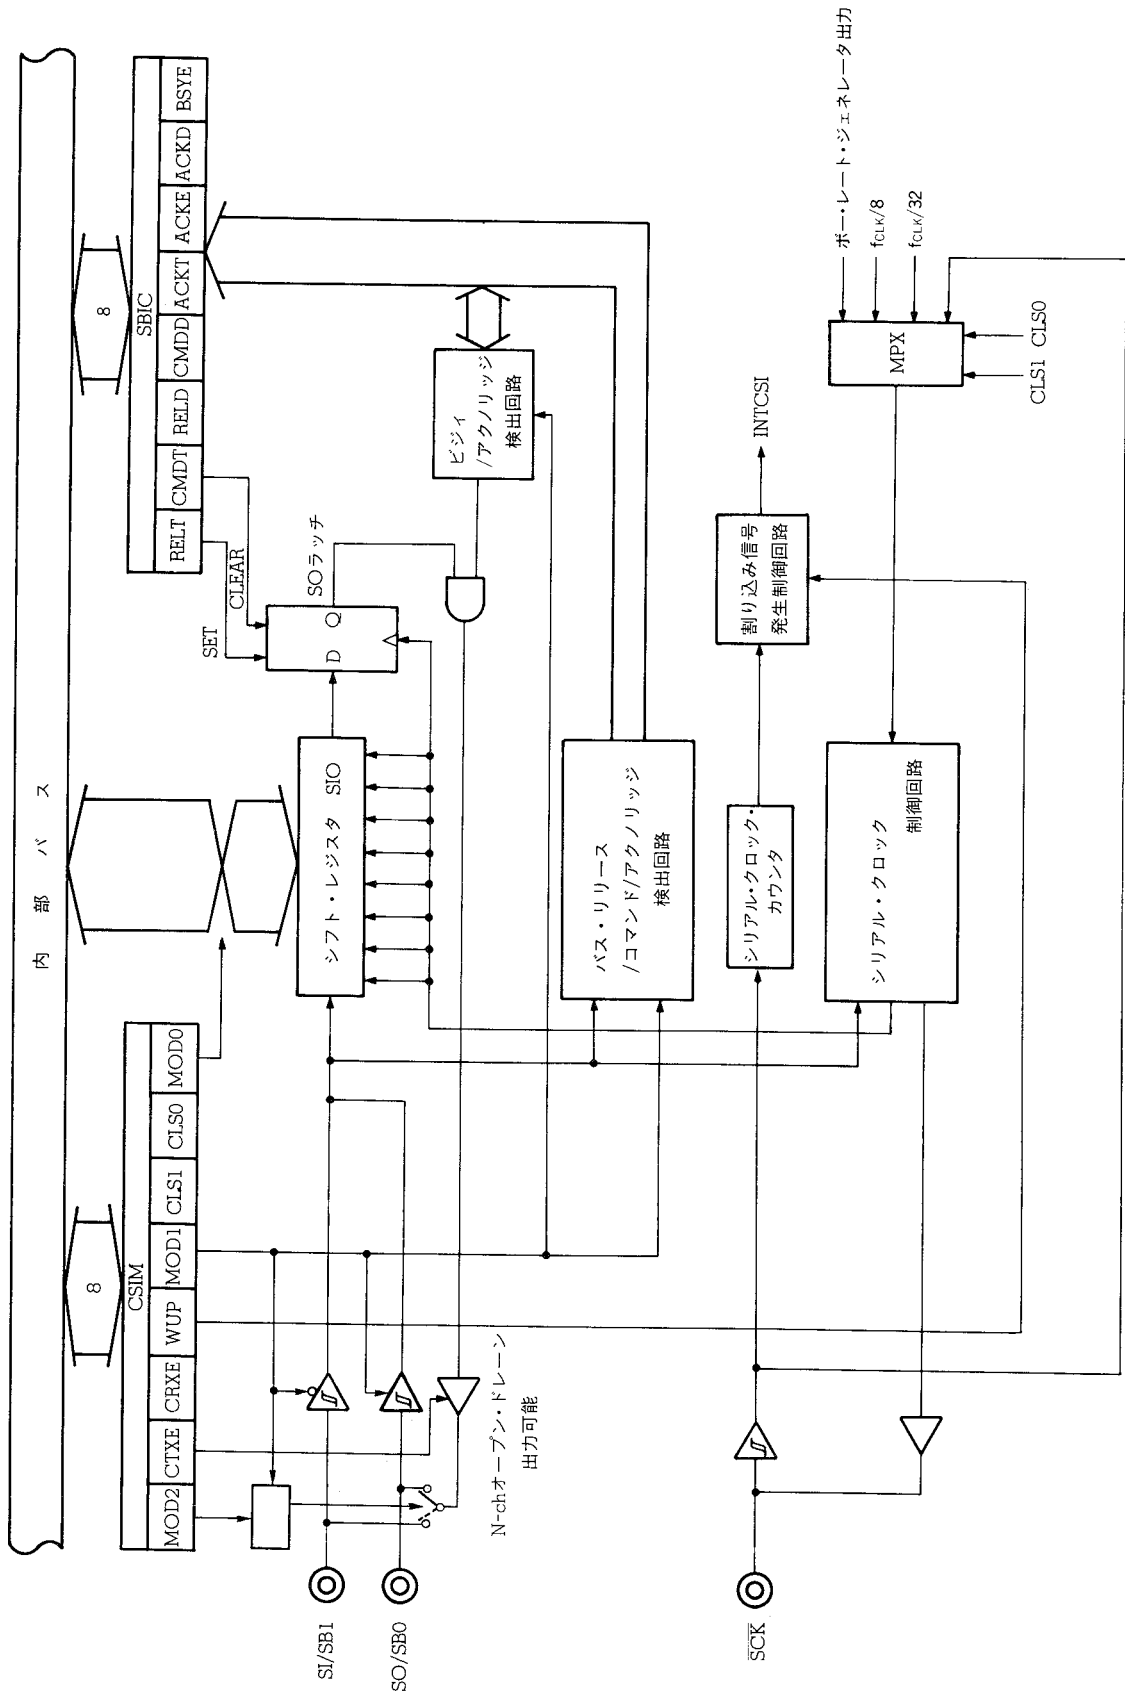 内部バス
8
CSIM
MOD2
CTXE
CRXE
WUP
MOD1
CLS1
CLS0
MOD0
8
SBIC
RELT
CMDT
RELD
CMDD
ACKT
ACKE
ACKD
BSYE
SET
CLEAR
SI/SB1
SO/SB0
N-chオープン・ドレーン
出力可能
シフト・レジスタ SIO
D Q
SOラッチ
ビジィ
/アクノリッジ
検出回路
バス・リリース
/コマンド/アクノリッジ
検出回路
シリアル・クロック・
カウンタ
割り込み信号
発生制御回路
INTCSI
SCK
シリアル・クロック
制御回路
MPX
ボー・レート・ジェネレータ出力
fCLK/8
fCLK/32
CLS1 CLS0